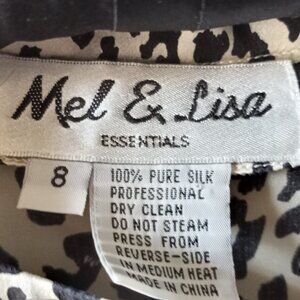 Mel & Lisa
ESSENTIALS
8
100% PURE SILK
PROFESSIONAL
DRY CLEAN
DO NOT STEAM
PRESS FROM
REVERSE-SIDE
IN MEDIUM HEAT
MADE IN CHINA